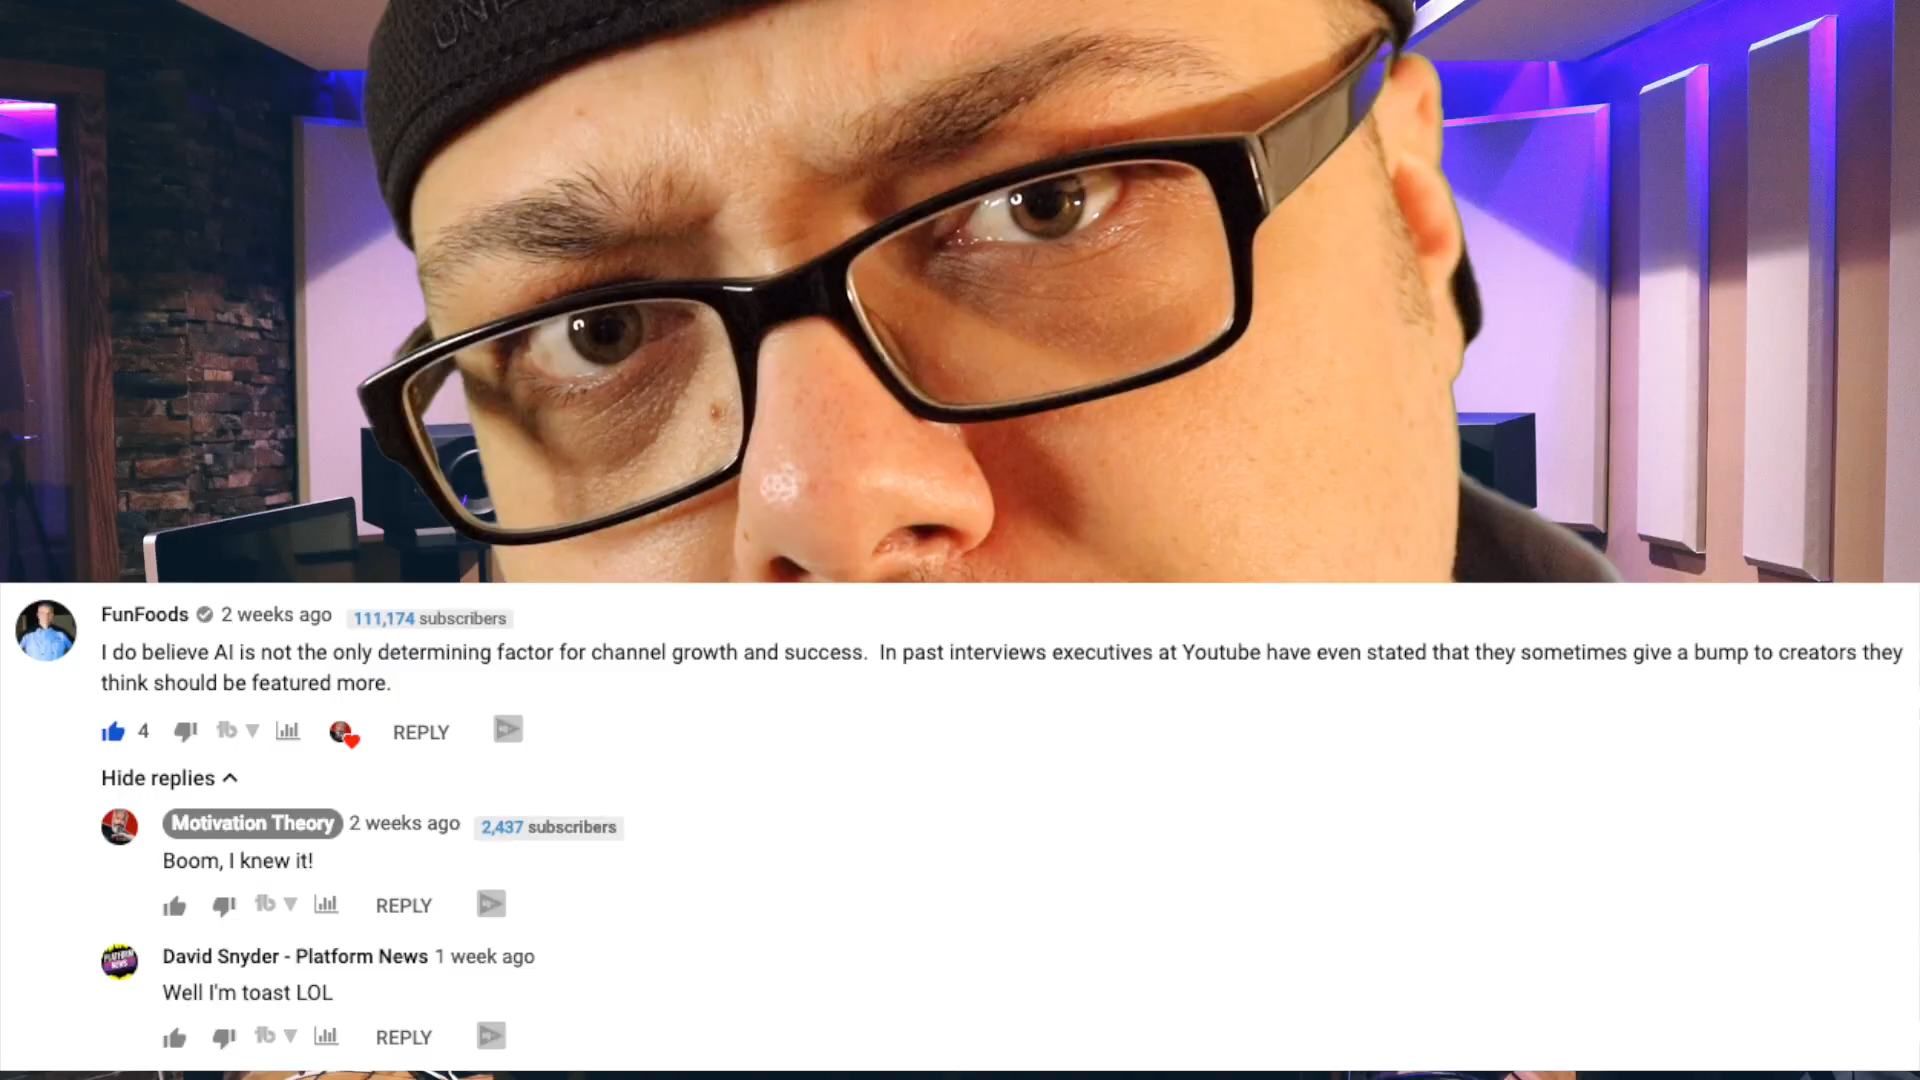 UNI
FunFoods 2 weeks ago 111,174 subscribers
I do believe AI is not the only determining factor for channel growth and success.  In past interviews executives at Youtube have even stated that they sometimes give a bump to creators they
think should be featured more.
4 REPLY
Hide replies
Motivation Theory 2 weeks ago 2,437 subscribers
Boom, I knew it!
REPLY
PLATFORM
NEWS
David Snyder - Platform News 1 week ago
Well I'm toast LOL
REPLY